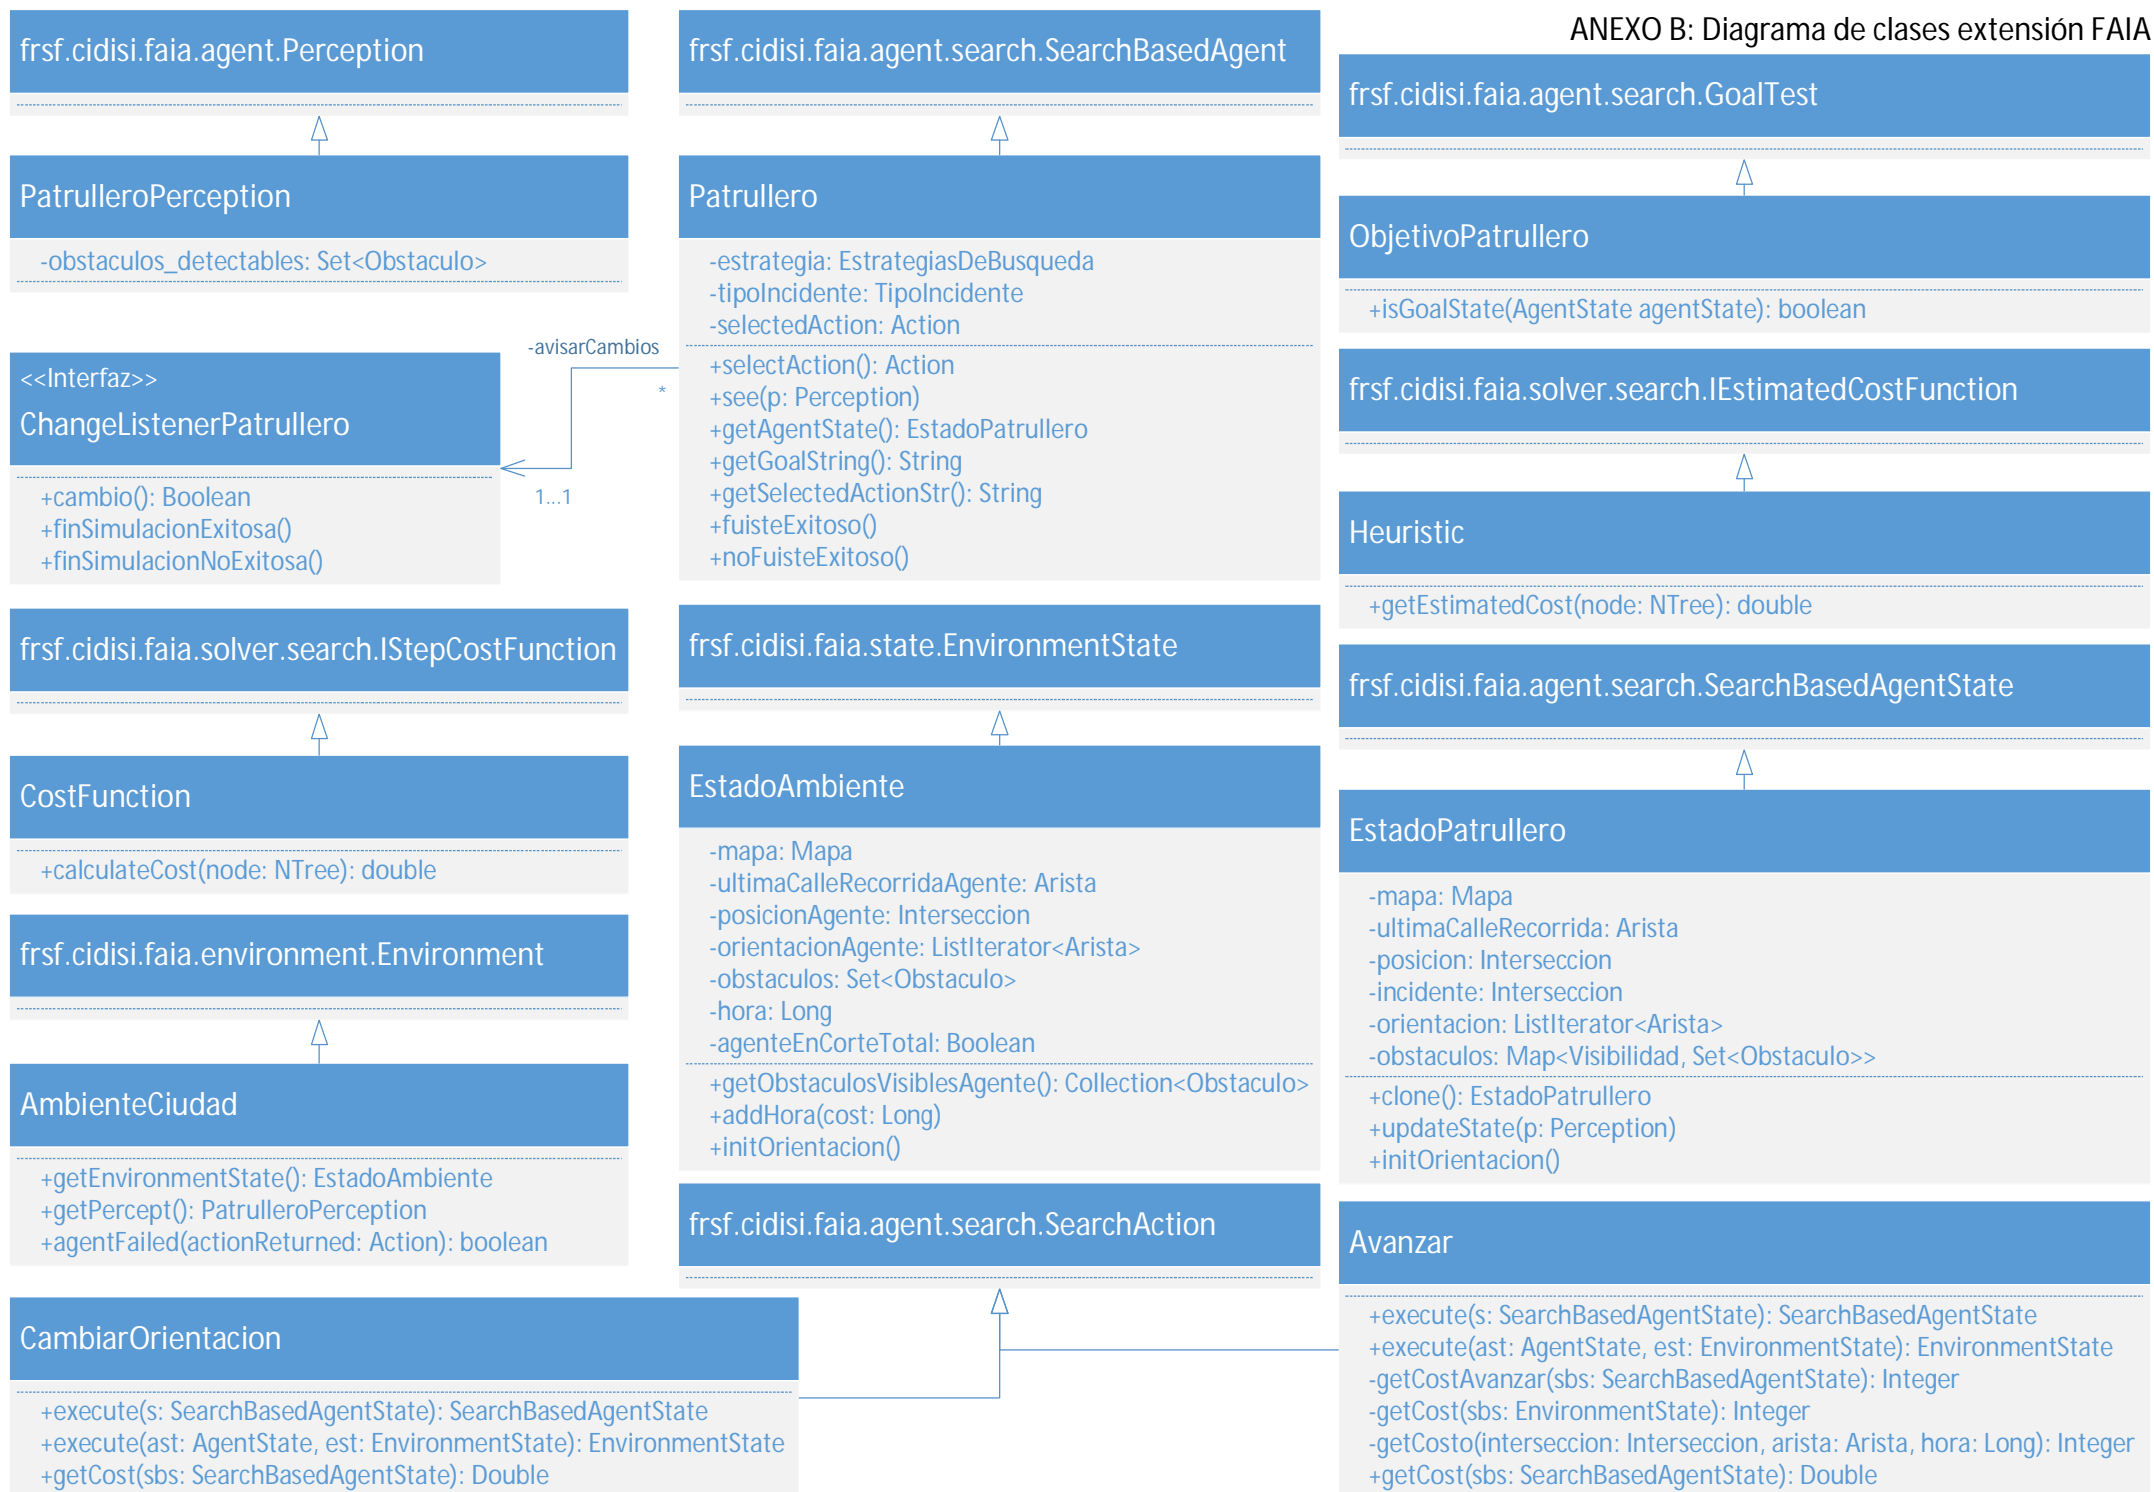 ANEXO B: Diagrama de clases extensión FAIA
frsf.cidisi.faia.agent.Perception
PatrulleroPerception
-obstaculos_detectables: Set<Obstaculo>
<<Interfaz>>
ChangeListenerPatrullero
+cambio(): Boolean
+finSimulacionExitosa()
+finSimulacionNoExitosa()
-avisarCambios
*
1...1
frsf.cidisi.faia.solver.search.IStepCostFunction
CostFunction
+calculateCost(node: NTree): double
frsf.cidisi.faia.environment.Environment
AmbienteCiudad
+getEnvironmentState(): EstadoAmbiente
+getPercept(): PatrulleroPerception
+agentFailed(actionReturned: Action): boolean
CambiarOrientacion
+execute(s: SearchBasedAgentState): SearchBasedAgentState
+execute(ast: AgentState, est: EnvironmentState): EnvironmentState
+getCost(sbs: SearchBasedAgentState): Double
frsf.cidisi.faia.agent.search.SearchBasedAgent
Patrullero
-estrategia: EstrategiasDeBusqueda
-tipoIncidente: TipoIncidente
-selectedAction: Action
+selectAction(): Action
+see(p: Perception)
+getAgentState(): EstadoPatrullero
+getGoalString(): String
+getSelectedActionStr(): String
+fuisteExitoso()
+noFuisteExitoso()
frsf.cidisi.faia.state.EnvironmentState
EstadoAmbiente
-mapa: Mapa
-ultimaCalleRecorridaAgente: Arista
-posicionAgente: Interseccion
-orientacionAgente: ListIterator<Arista>
-obstaculos: Set<Obstaculo>
-hora: Long
-agenteEnCorteTotal: Boolean
+getObstaculosVisiblesAgente(): Collection<Obstaculo>
+addHora(cost: Long)
+initOrientacion()
frsf.cidisi.faia.agent.search.SearchAction
frsf.cidisi.faia.agent.search.GoalTest
ObjetivoPatrullero
+isGoalState(AgentState agentState): boolean
frsf.cidisi.faia.solver.search.IEstimatedCostFunction
Heuristic
+getEstimatedCost(node: NTree): double
frsf.cidisi.faia.agent.search.SearchBasedAgentState
EstadoPatrullero
-mapa: Mapa
-ultimaCalleRecorrida: Arista
-posicion: Interseccion
-incidente: Interseccion
-orientacion: ListIterator<Arista>
-obstaculos: Map<Visibilidad, Set<Obstaculo>>
+clone(): EstadoPatrullero
+updateState(p: Perception)
+initOrientacion()
Avanzar
+execute(s: SearchBasedAgentState): SearchBasedAgentState
+execute(ast: AgentState, est: EnvironmentState): EnvironmentState
-getCostAvanzar(sbs: SearchBasedAgentState): Integer
-getCost(sbs: EnvironmentState): Integer
-getCosto(interseccion: Interseccion, arista: Arista, hora: Long): Integer
+getCost(sbs: SearchBasedAgentState): Double